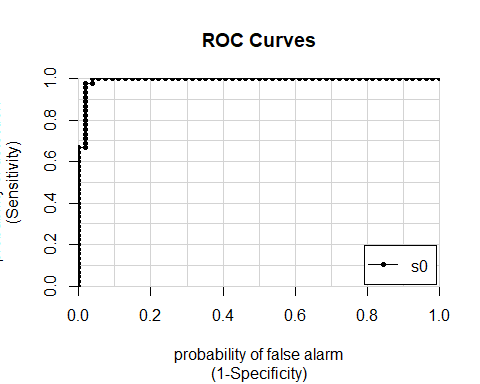 ROC Curves
(Sensitivity)
1.0
0.8
0.6
0.4
0.2
0.0
s0
0.0 0.2 0.4 0.6 0.8 1.0
probability of false alarm
(1-Specificity)